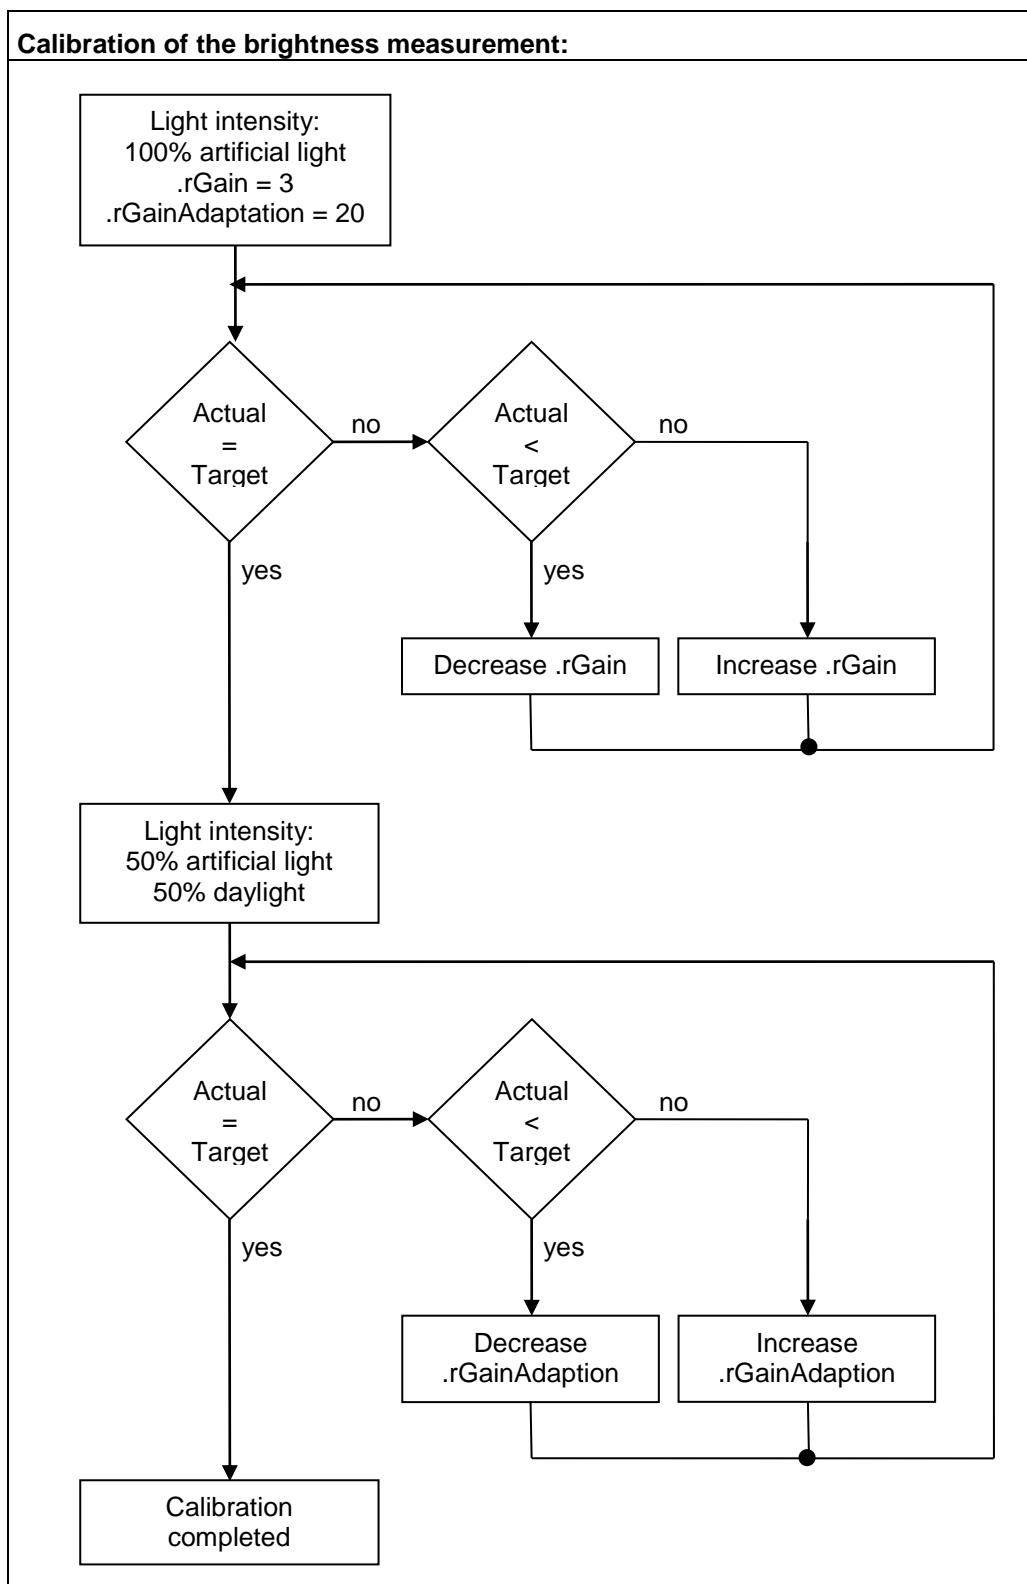 Calibration of the brightness measurement:
Light intensity:
100% artificial light
.rGain = 3
.rGainAdaptation = 20
Actual
=
Target
no
Actual
<
Target
no
yes
yes
Decrease .rGain
Increase .rGain
Light intensity:
50% artificial light
50% daylight
Actual
=
Target
no
Actual
<
Target
no
yes
yes
Decrease
.rGainAdaption
Increase
.rGainAdaption
Calibration
completed